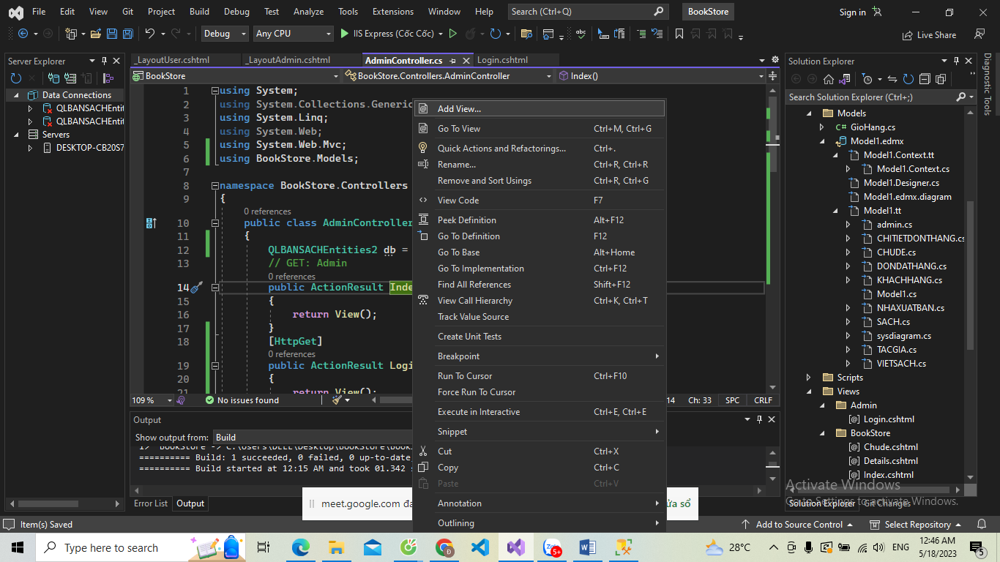 File Edit View Git Project Build Debug Test Analyze Tools Extensions Window Help Search (Ctrl+Q) BookStore Sign in
Debug Any CPU IIS Express (Cốc Cốc) Live Share
Server Explorer
Data Connections
QLBANSACHEntit
QLBANSACHEntit
Servers
DESKTOP-CB20S7
_LayoutUser.cshtml _LayoutAdmin.cshtml AdminController.cs Login.cshtml
BookStore BookStore.Controllers.AdminController Index()
1 using System;
2 using System.Collections.Generic
3 using System.Linq;
4 using System.Web;
5 using System.Web.Mvc;
6 using BookStore.Models;
7
8 namespace BookStore.Controllers
9 {
0 references
10 public class AdminController
11 {
12 QLBANSACHEntities2 db =
13 // GET: Admin
0 references
14 public ActionResult Inde
15 {
16 return View();
17 }
18 [HttpGet]
0 references
19 public ActionResult Logi
20 {
21 return View();
109 % No issues found 14 Ch: 33 SPC CRLF
Add View...
Go To View Ctrl+M, Ctrl+G
Quick Actions and Refactorings... Ctrl+.
Rename... Ctrl+R, Ctrl+R
Remove and Sort Usings Ctrl+R, Ctrl+G
View Code F7
Peek Definition Alt+F12
Go To Definition F12
Go To Base Alt+Home
Go To Implementation Ctrl+F12
Find All References Shift+F12
View Call Hierarchy Ctrl+K, Ctrl+T
Track Value Source
Create Unit Tests
Breakpoint
Run To Cursor Ctrl+F10
Force Run To Cursor
Execute in Interactive Ctrl+E, Ctrl+E
Snippet
Cut Ctrl+X
Copy Ctrl+C
Paste Ctrl+V
Annotation
Outlining
Solution Explorer
Search Solution Explorer (Ctrl+;)
Models
GioHang.cs
Model1.edmx
Model1.Context.tt
Model1.Context.cs
Model1.Designer.cs
Model1.edmx.diagram
Model1.tt
admin.cs
CHITIETDONTHANG.cs
CHUDE.cs
DONDATHANG.cs
KHACHHANG.cs
Model1.cs
NHAXUATBAN.cs
SACH.cs
sysdiagram.cs
TACGIA.cs
VIETSACH.cs
Scripts
Views
Admin
Login.cshtml
BookStore
Chude.cshtml
Details.cshtml
Index.cshtml
Solution Explorer Git Changes
Diagnostic Tools
Activate Windows
Go to Settings to activate Windows.
Output
Show output from: Build
1> BookStore -> C:\Users\DELL\Desktop\BookStore\Book
========== Build: 1 succeeded, 0 failed, 0 up-to-date,
========== Build started at 12:15 AM and took 01.342 s
Error List Output
meet.google.com đa
ửa sổ
Item(s) Saved Add to Source Control Select Repository
Type here to search 5+ 28°C ENG 12:46 AM
5/18/2023 5